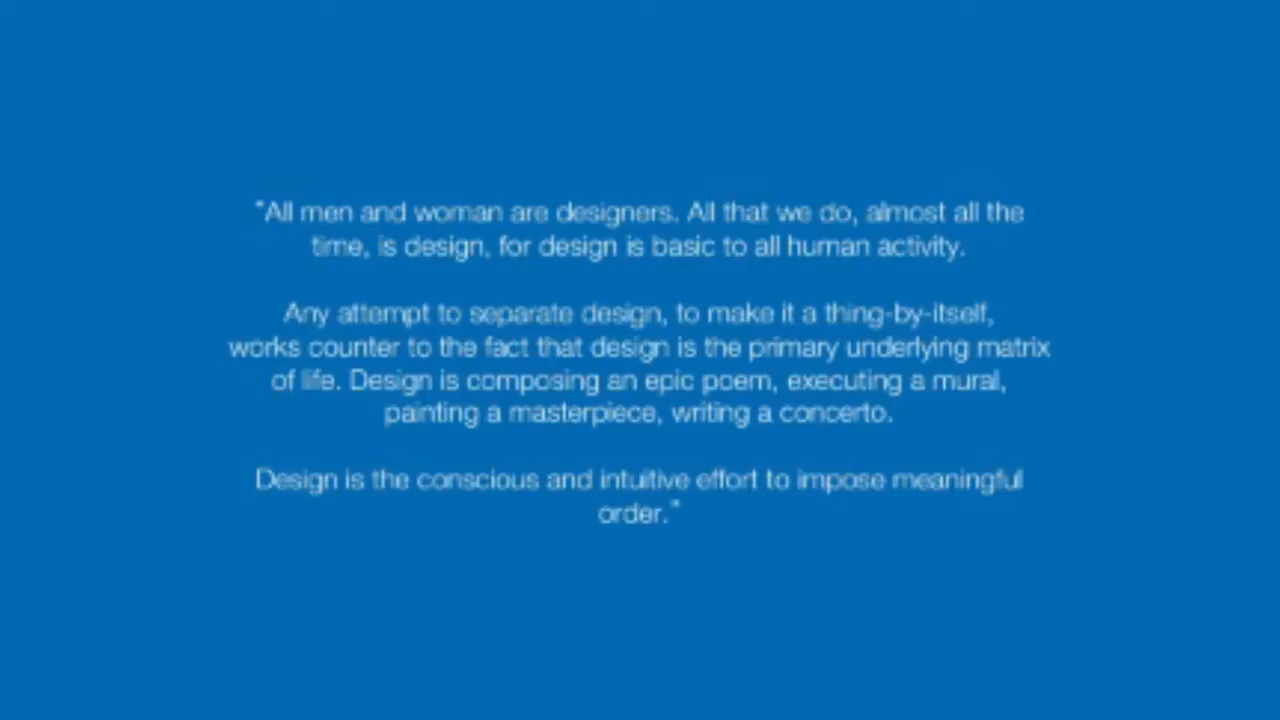 "All men and woman are designers. All that we do, almost all the
time, is design, for design is basic to all human activity.
Any attempt to separate design, to make it a thing-by-itself,
works counter to the fact that design is the primary underlying matrix
of life. Design is composing an epic poem, executing a mural,
painting a masterpiece, writing a concerto.
Design is the conscious and intuitive effort to impose meaningful
order."